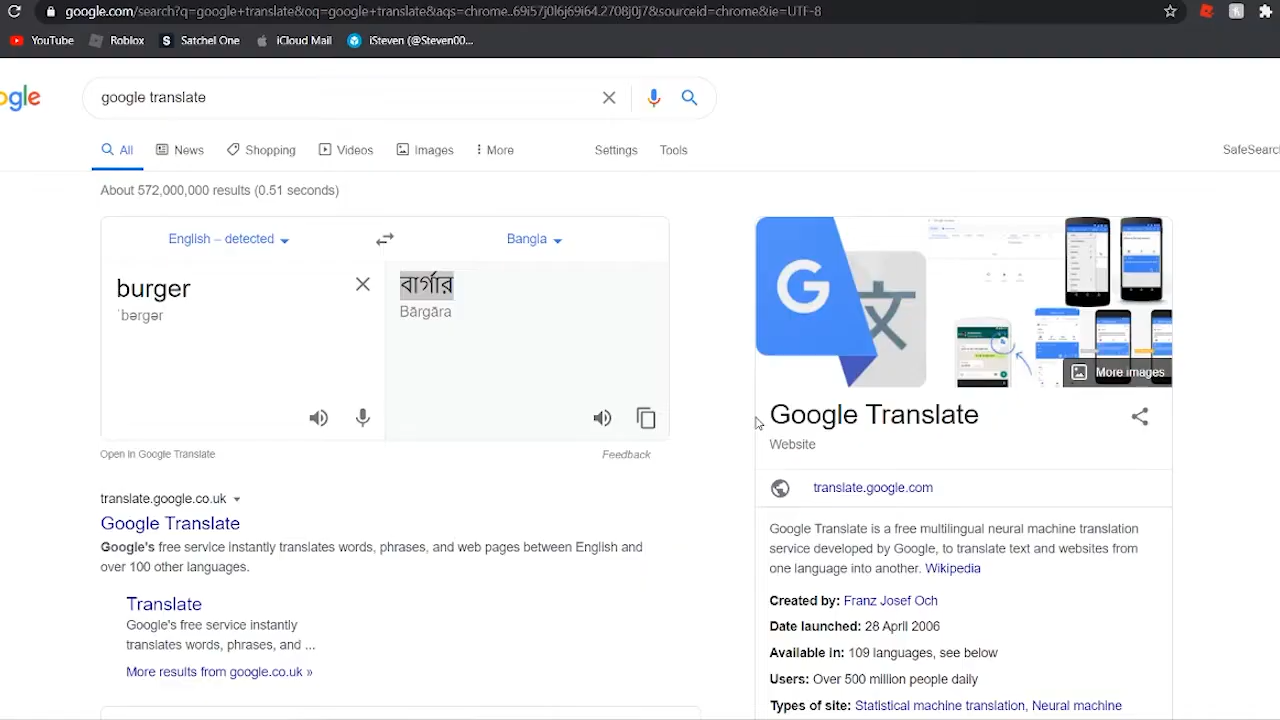 google.com/search?q=google+translate&oq=google+translate&aqs=chrome..69i57j0l6j69i64.2708j0j7&sourceid=chrome&ie=UTF-8
YouTube Roblox Satchel One iCloud Mail iSteven (@Steven10...
ogle google translate
All News Shopping Videos Images More Settings Tools SafeSearc
About 572,000,000 results (0.51 seconds)
English – detected Bangla
burger
ˈbərɡər
বার্গার
Bārgāra
Open in Google Translate Feedback
translate.google.co.uk
Google Translate
Google's free service instantly translates words, phrases, and web pages between English and
over 100 other languages.
Translate
Google's free service instantly
translates words, phrases, and ...
More results from google.co.uk »
G
文
More images
Google Translate
Website
translate.google.com
Google Translate is a free multilingual neural machine translation
service developed by Google, to translate text and websites from
one language into another. Wikipedia
Created by: Franz Josef Och
Date launched: 28 April 2006
Available in: 109 languages, see below
Users: Over 500 million people daily
Types of site: Statistical machine translation, Neural machine